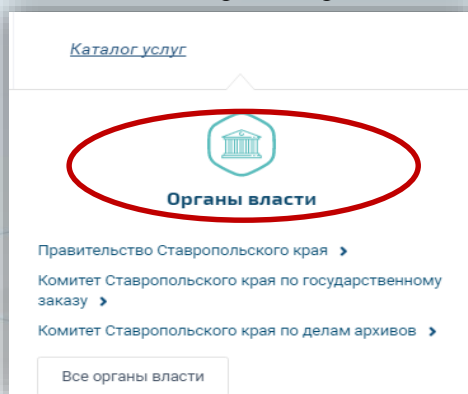 Каталог услуг
Органы власти
Правительство Ставропольского края >
Комитет Ставропольского края по государственному
заказу >
Комитет Ставропольского края по делам архивов >
Все органы власти